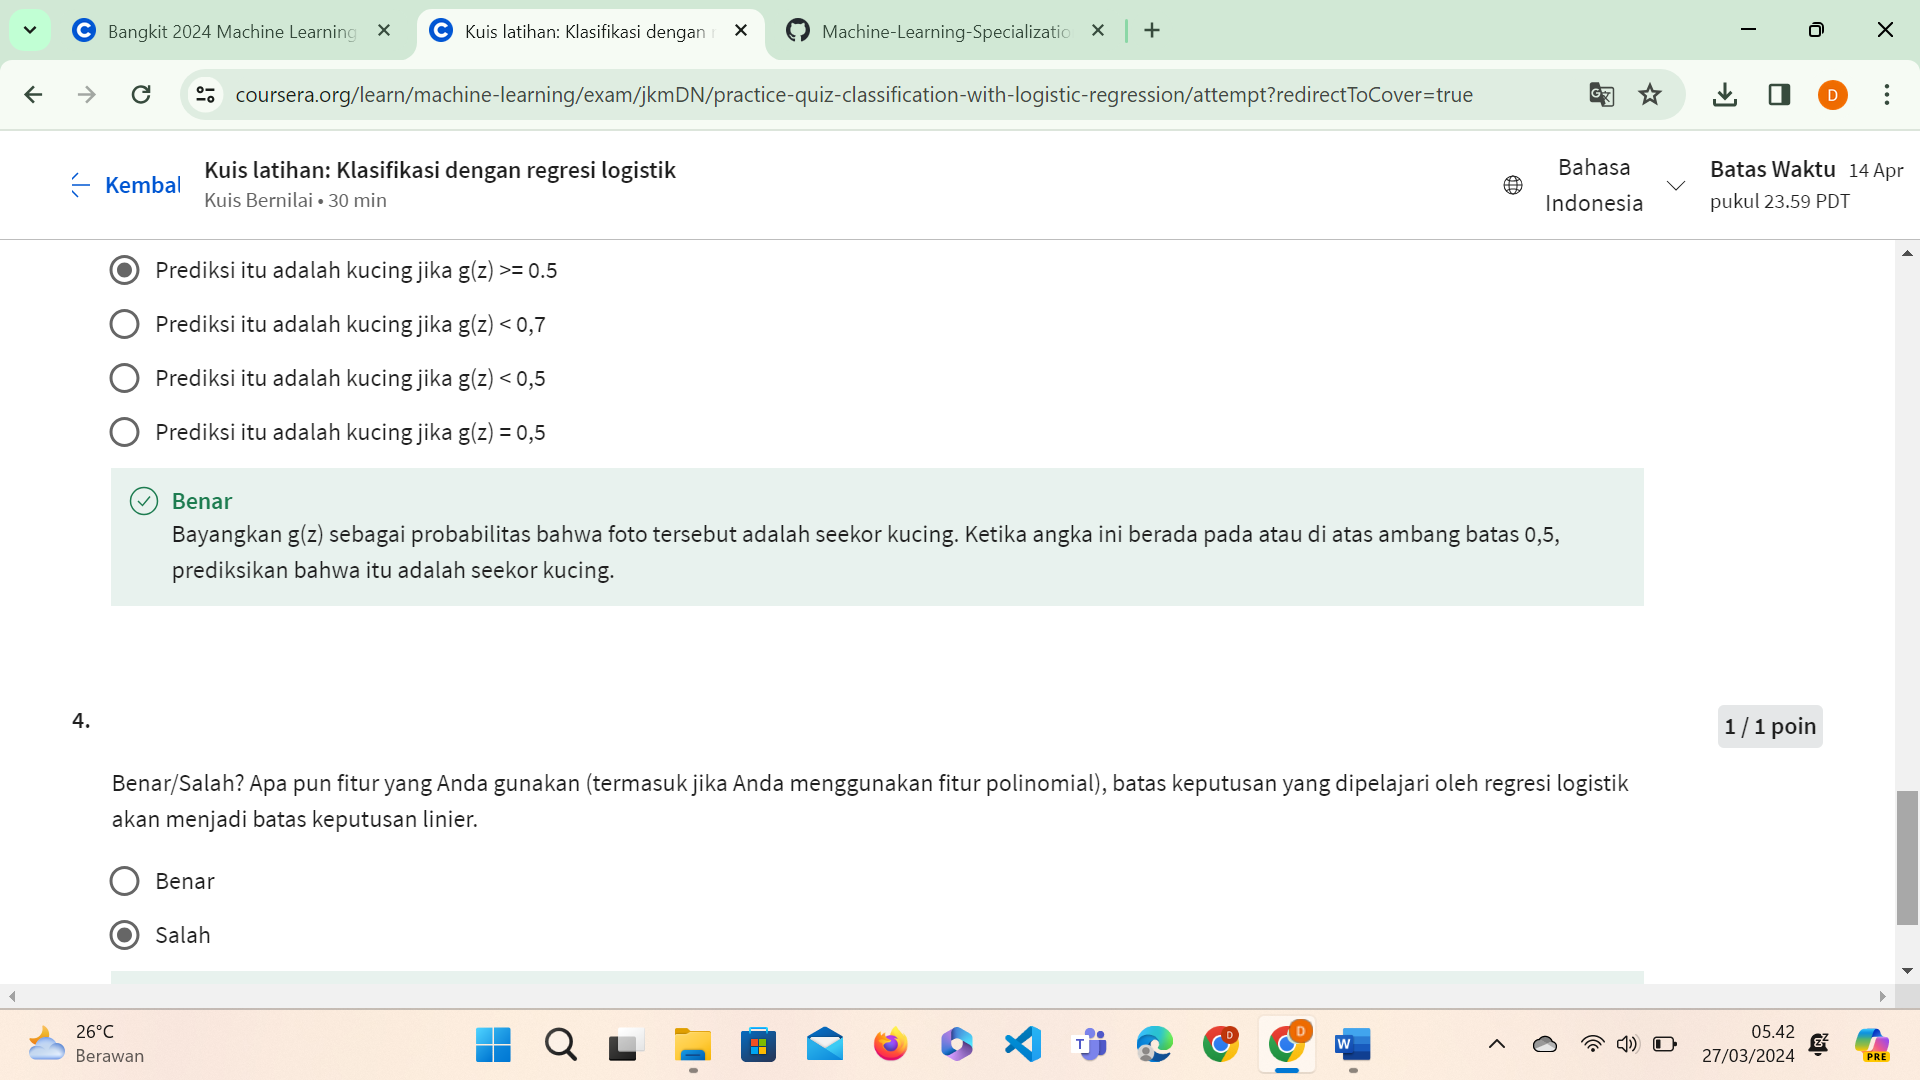 Bangkit 2024 Machine Learning
Kuis latihan: Klasifikasi dengan r
Machine-Learning-Specializatio
coursera.org/learn/machine-learning/exam/jkmDN/practice-quiz-classification-with-logistic-regression/attempt?redirectToCover=true
D
Kembal
Kuis latihan: Klasifikasi dengan regresi logistik
Kuis Bernilai • 30 min
Bahasa
Indonesia
Batas Waktu 14 Apr
pukul 23.59 PDT
Prediksi itu adalah kucing jika g(z) >= 0.5
Prediksi itu adalah kucing jika g(z) < 0,7
Prediksi itu adalah kucing jika g(z) < 0,5
Prediksi itu adalah kucing jika g(z) = 0,5
Benar
Bayangkan g(z) sebagai probabilitas bahwa foto tersebut adalah seekor kucing. Ketika angka ini berada pada atau di atas ambang batas 0,5,
prediksikan bahwa itu adalah seekor kucing.
4.
1 / 1 poin
Benar/Salah? Apa pun fitur yang Anda gunakan (termasuk jika Anda menggunakan fitur polinomial), batas keputusan yang dipelajari oleh regresi logistik
akan menjadi batas keputusan linier.
Benar
Salah
26°C
Berawan
05.42
27/03/2024
PRE